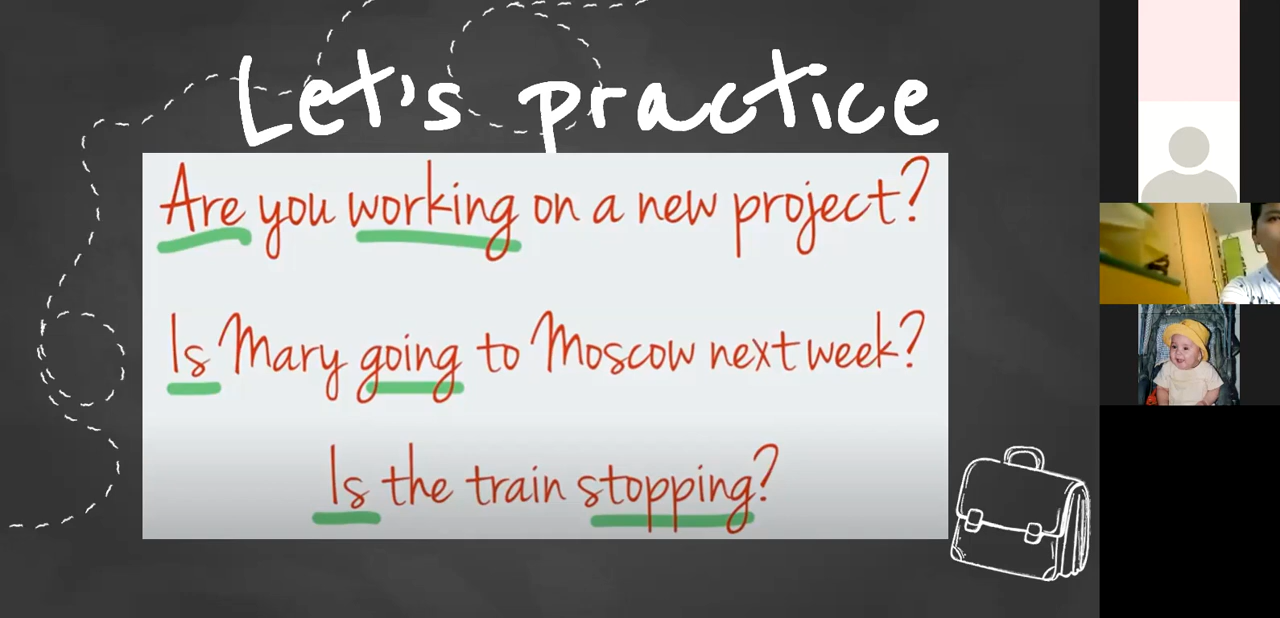 Let's practice
Are you working on a new project?
Is Mary going to Moscow next week?
Is the train stopping?